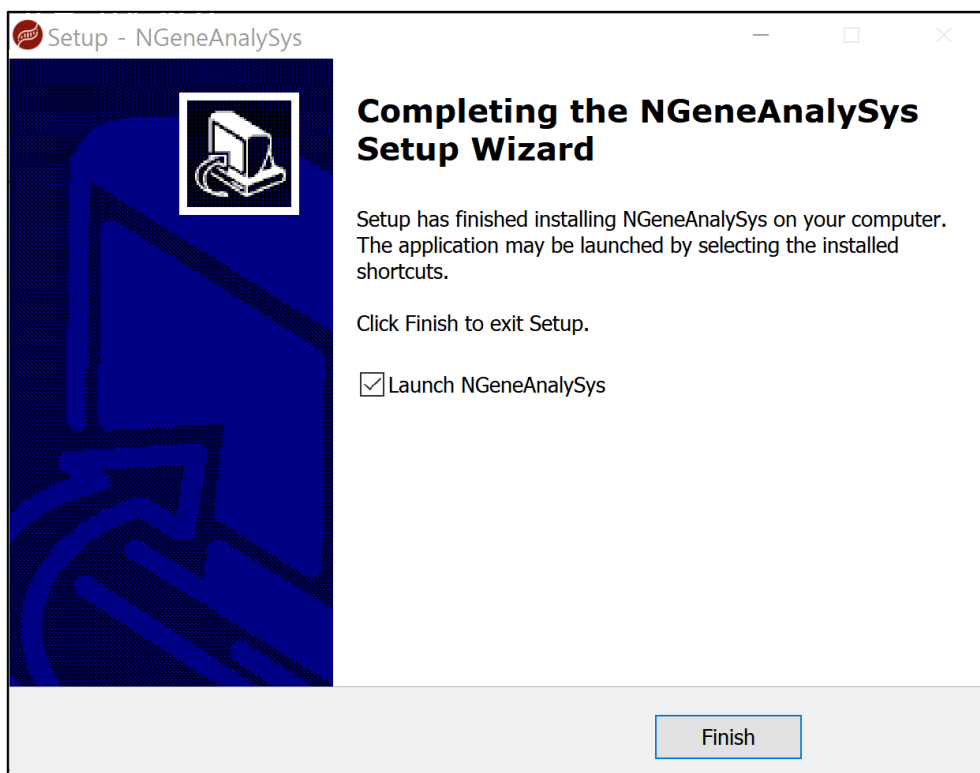 Setup - NGeneAnalySys
Completing the NGeneAnalySys
Setup Wizard
Setup has finished installing NGeneAnalySys on your computer.
The application may be launched by selecting the installed
shortcuts.
Click Finish to exit Setup.
Launch NGeneAnalySys
Finish